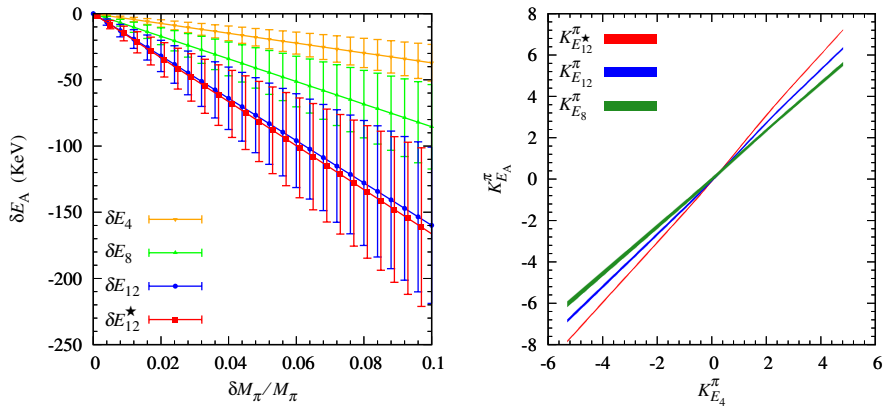 0
-50
-100
-150
-200
-250
δE_A (KeV)
δE_4
δE_8
δE_12
δE_12^★
0 0.02 0.04 0.06 0.08 0.1
δM_π/M_π
8
6
4
2
0
-2
-4
-6
-8
K^π_{E_A}
K^π_{E_12^★}
K^π_{E_12}
K^π_{E_8}
-6 -4 -2 0 2 4 6
K^π_{E_4}